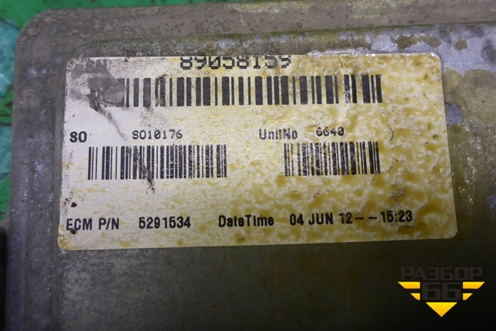 89058159
SO SO10176 UnitNo 6640
ECM P/N 5291534 DateTime 04 JUN 12--15:23
РАЗБОР
66